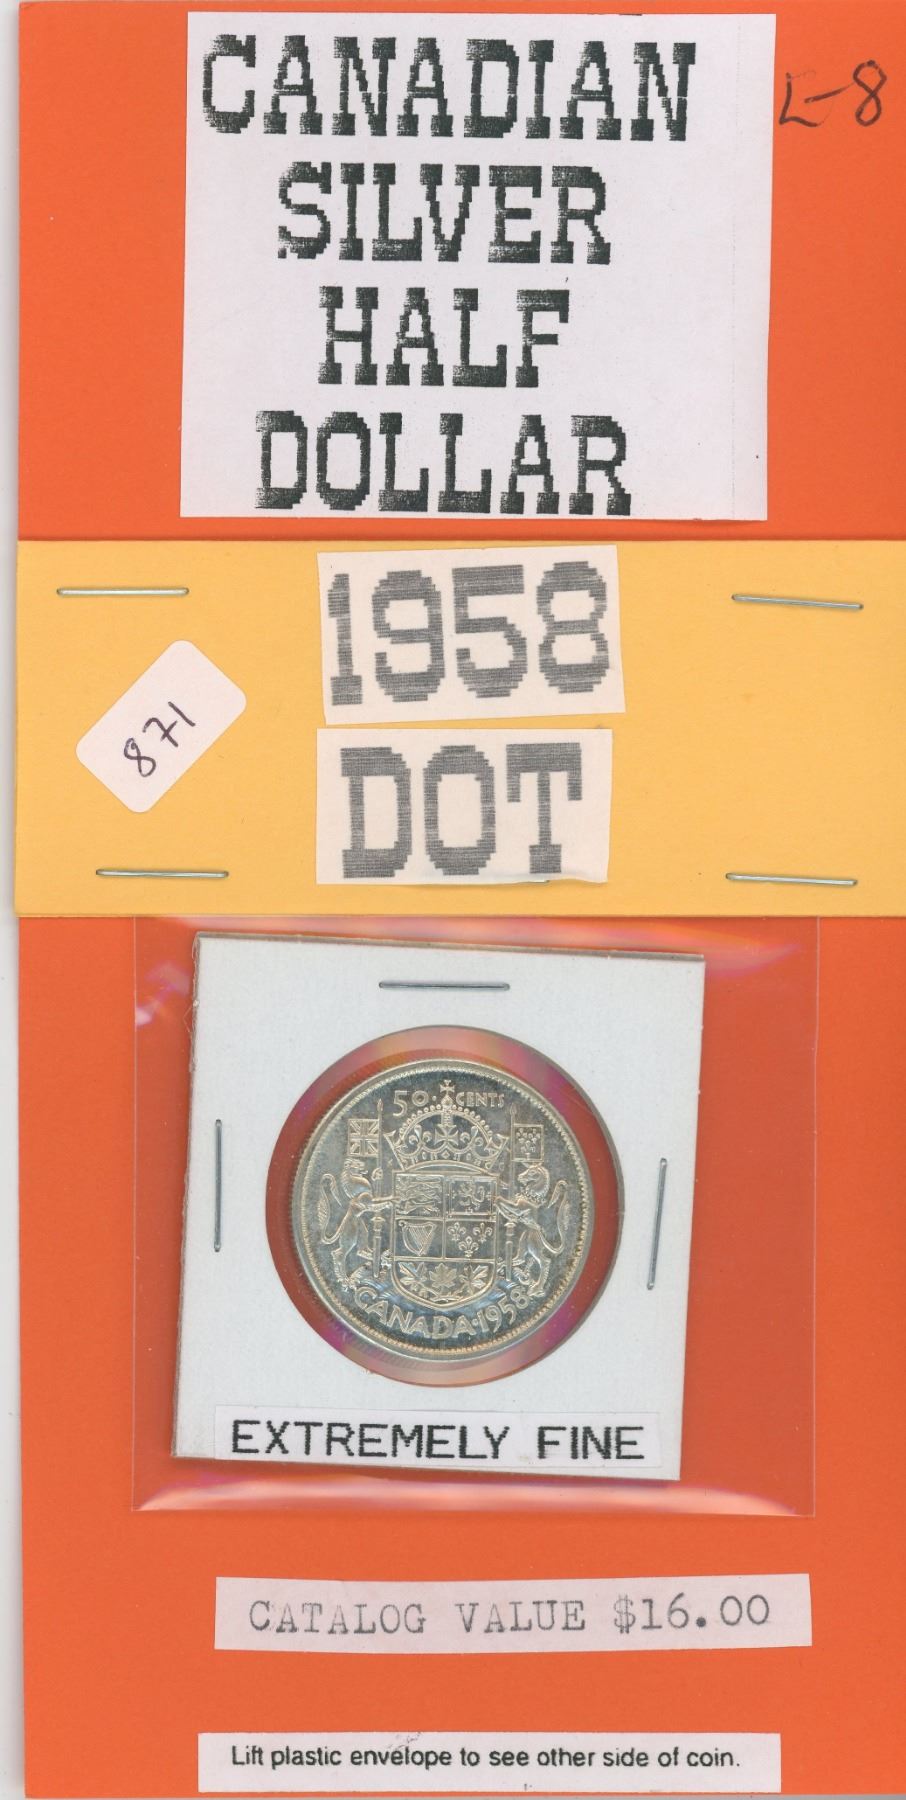 CANADIAN
SILVER
HALF
DOLLAR
L-8
1958
DOT
871
50 CENTS
CANADA·1958
EXTREMELY FINE
CATALOG VALUE $16.00
Lift plastic envelope to see other side of coin.